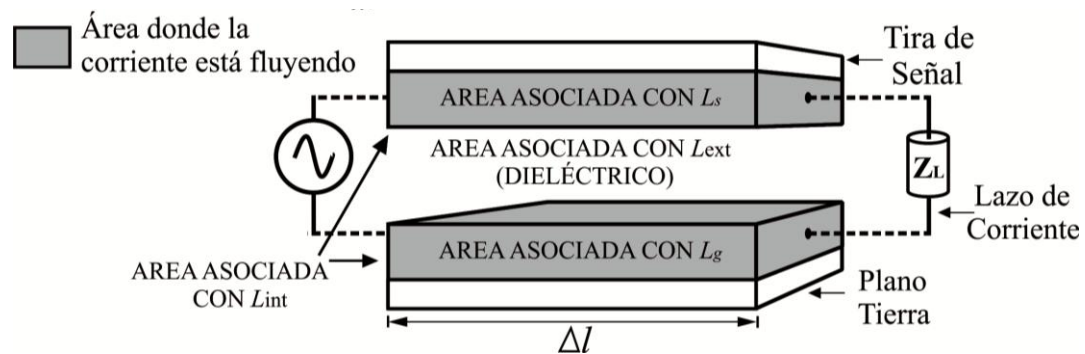 Área donde la
corriente está fluyendo
Tira de
Señal
AREA ASOCIADA CON Ls
AREA ASOCIADA CON Lext
(DIELÉCTRICO)
ZL
Lazo de
Corriente
AREA ASOCIADA CON Lg
AREA ASOCIADA
CON Lint
Plano
Tierra
Δl